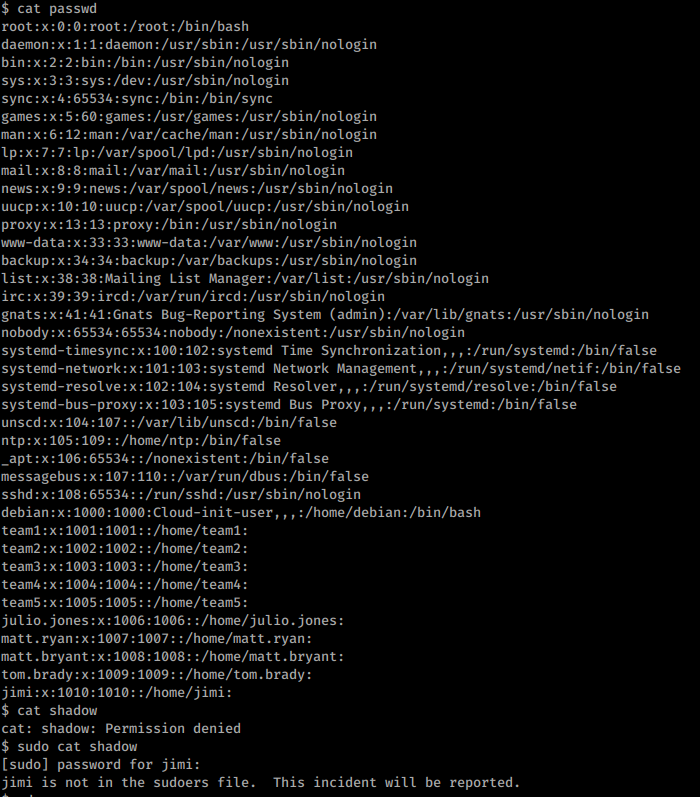 $ cat passwd
root:x:0:0:root:/root:/bin/bash
daemon:x:1:1:daemon:/usr/sbin:/usr/sbin/nologin
bin:x:2:2:bin:/bin:/usr/sbin/nologin
sys:x:3:3:sys:/dev:/usr/sbin/nologin
sync:x:4:65534:sync:/bin:/bin/sync
games:x:5:60:games:/usr/games:/usr/sbin/nologin
man:x:6:12:man:/var/cache/man:/usr/sbin/nologin
lp:x:7:7:lp:/var/spool/lpd:/usr/sbin/nologin
mail:x:8:8:mail:/var/mail:/usr/sbin/nologin
news:x:9:9:news:/var/spool/news:/usr/sbin/nologin
uucp:x:10:10:uucp:/var/spool/uucp:/usr/sbin/nologin
proxy:x:13:13:proxy:/bin:/usr/sbin/nologin
www-data:x:33:33:www-data:/var/www:/usr/sbin/nologin
backup:x:34:34:backup:/var/backups:/usr/sbin/nologin
list:x:38:38:Mailing List Manager:/var/list:/usr/sbin/nologin
irc:x:39:39:ircd:/var/run/ircd:/usr/sbin/nologin
gnats:x:41:41:Gnats Bug-Reporting System (admin):/var/lib/gnats:/usr/sbin/nologin
nobody:x:65534:65534:nobody:/nonexistent:/usr/sbin/nologin
systemd-timesync:x:100:102:systemd Time Synchronization,,,:/run/systemd:/bin/false
systemd-network:x:101:103:systemd Network Management,,,:/run/systemd/netif:/bin/false
systemd-resolve:x:102:104:systemd Resolver,,,:/run/systemd/resolve:/bin/false
systemd-bus-proxy:x:103:105:systemd Bus Proxy,,,:/run/systemd:/bin/false
unscd:x:104:107::/var/lib/unscd:/bin/false
ntp:x:105:109::/home/ntp:/bin/false
_apt:x:106:65534::/nonexistent:/bin/false
messagebus:x:107:110::/var/run/dbus:/bin/false
sshd:x:108:65534::/run/sshd:/usr/sbin/nologin
debian:x:1000:1000:Cloud-init-user,,,:/home/debian:/bin/bash
team1:x:1001:1001::/home/team1:
team2:x:1002:1002::/home/team2:
team3:x:1003:1003::/home/team3:
team4:x:1004:1004::/home/team4:
team5:x:1005:1005::/home/team5:
julio.jones:x:1006:1006::/home/julio.jones:
matt.ryan:x:1007:1007::/home/matt.ryan:
matt.bryant:x:1008:1008::/home/matt.bryant:
tom.brady:x:1009:1009::/home/tom.brady:
jimi:x:1010:1010::/home/jimi:
$ cat shadow
cat: shadow: Permission denied
$ sudo cat shadow
[sudo] password for jimi:
jimi is not in the sudoers file.  This incident will be reported.